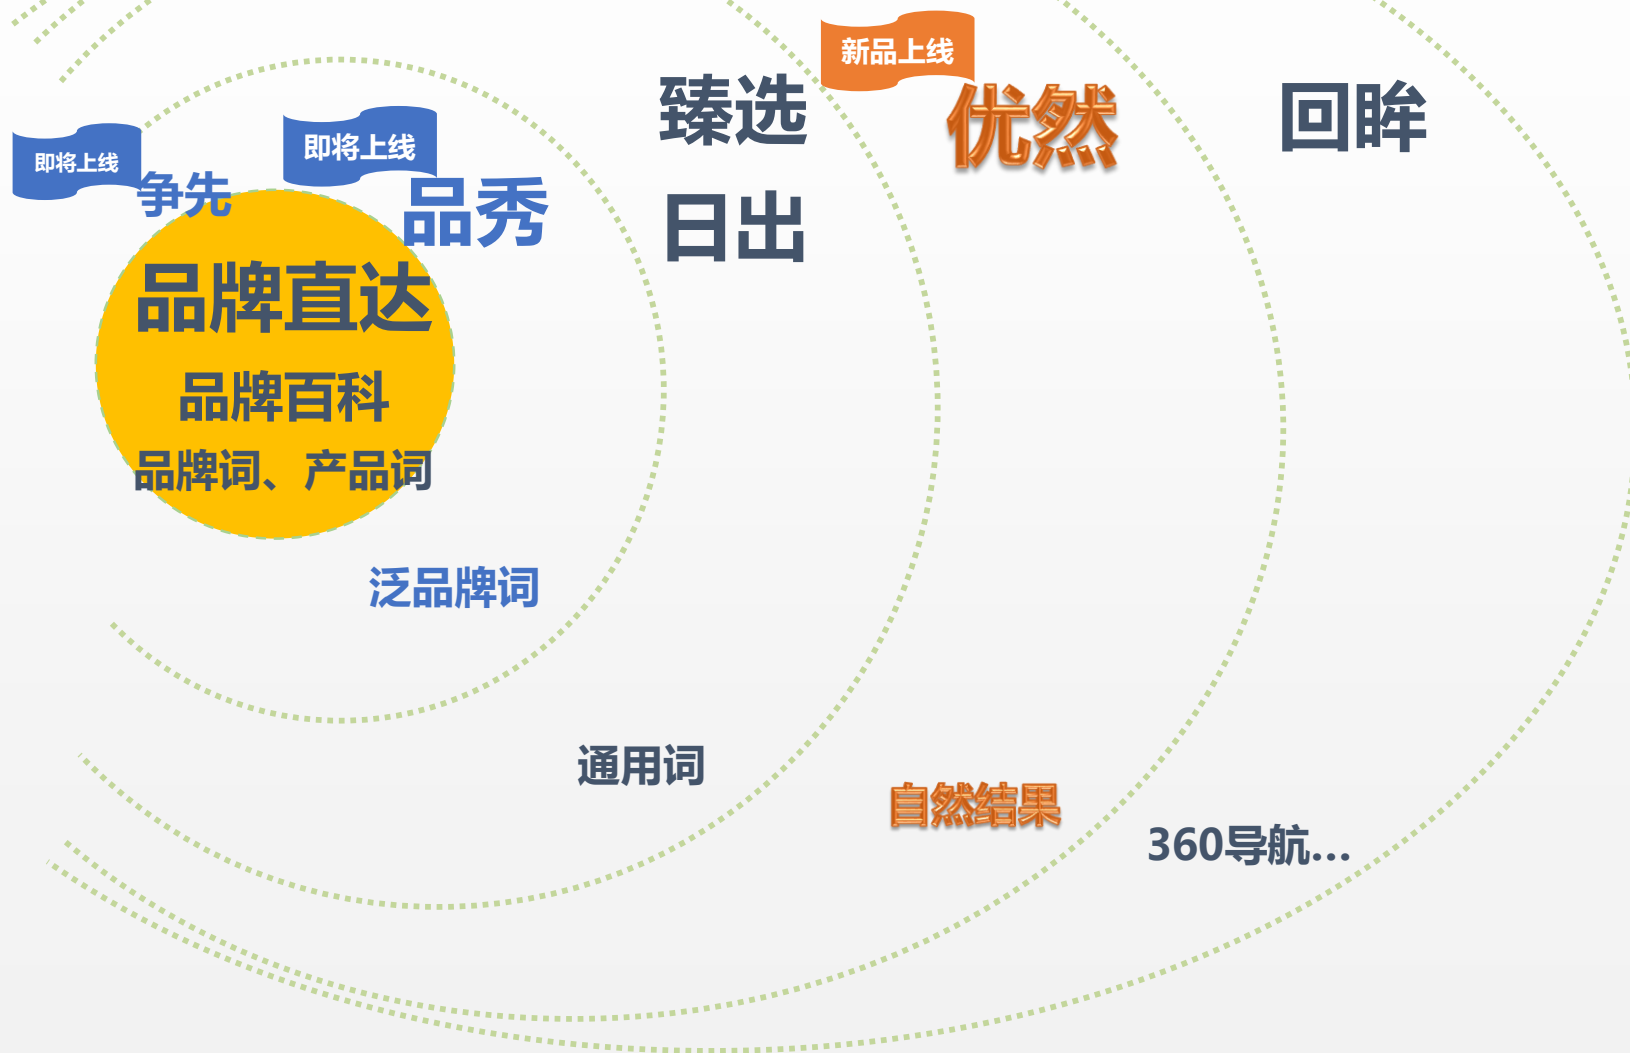 新品上线
臻选
优然
回眸
即将上线
即将上线
争先
品秀
日出
品牌直达
品牌百科
品牌词、产品词
泛品牌词
通用词
自然结果
360导航...